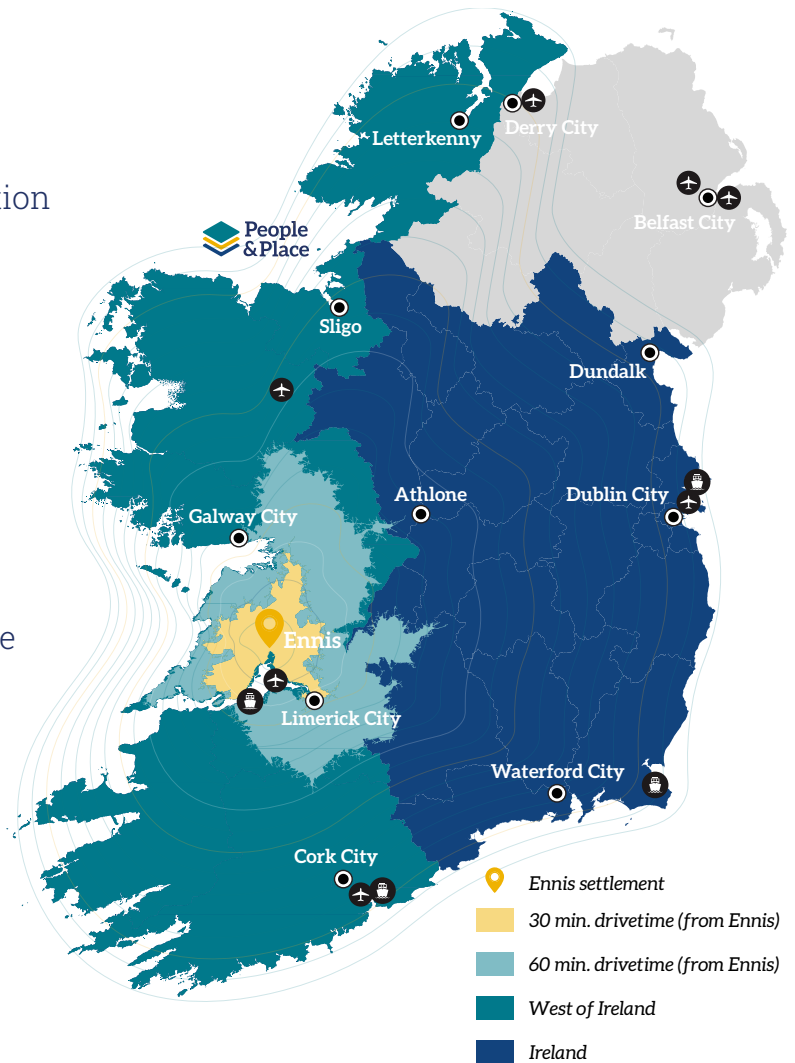 Letterkenny
Derry City
Belfast City
People
& Place
Sligo
Dundalk
Athlone
Dublin City
Galway City
Ennis
Limerick City
Waterford City
Cork City
Ennis settlement
30 min. drivetime (from Ennis)
60 min. drivetime (from Ennis)
West of Ireland
Ireland